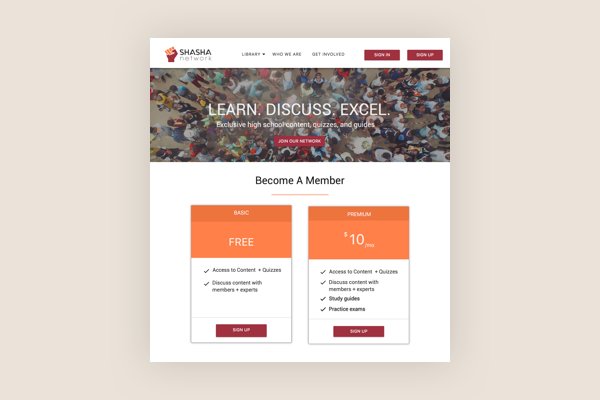 SHASHA
network
LIBRARY
WHO WE ARE
GET INVOLVED
SIGN IN
SIGN UP
LEARN. DISCUSS. EXCEL.
Exclusive high school content, quizzes, and guides
JOIN OUR NETWORK
Become A Member
BASIC
FREE
Access to Content + Quizzes
Discuss content with
members + experts
SIGN UP
PREMIUM
$10/mo
Access to Content + Quizzes
Discuss content with
members + experts
Study guides
Practice exams
SIGN UP